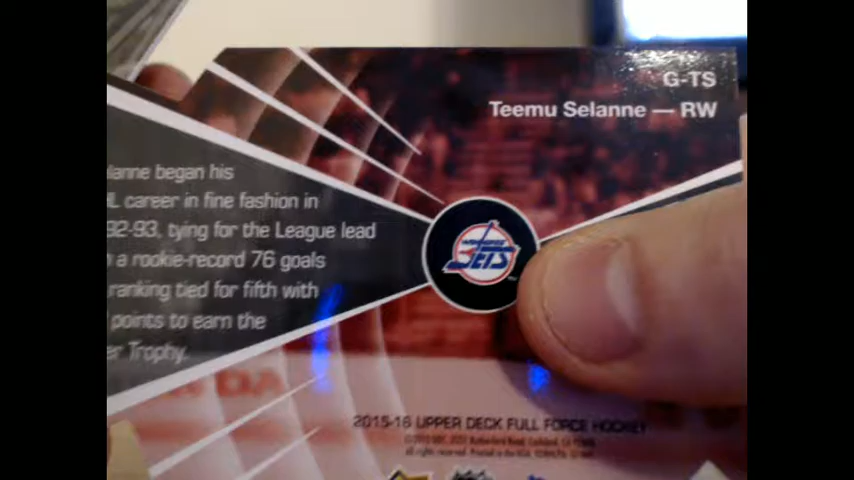 G-TS
Teemu Selanne — RW
lanne began his
L career in fine fashion in
92-93, tying for the League lead
a rookie-record 76 goals
ranking tied for fifth with
points to earn the
er Trophy.
WINNIPEG
JETS
DA
2015-16 UPPER DECK FULL FORCE HOCKEY